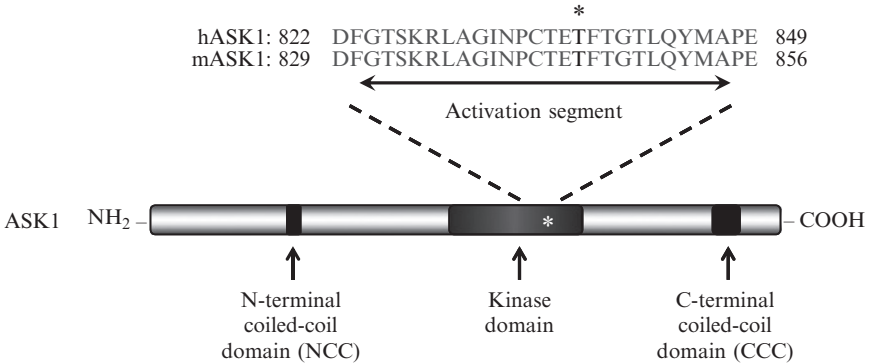 *
hASK1: 822 DFGTSKRLAGINPCTETFTGTLQYMAPE 849
mASK1: 829 DFGTSKRLAGINPCTETFTGTLQYMAPE 856
Activation segment
ASK1 NH2 – * – COOH
N-terminal
coiled-coil
domain (NCC)
Kinase
domain
C-terminal
coiled-coil
domain (CCC)